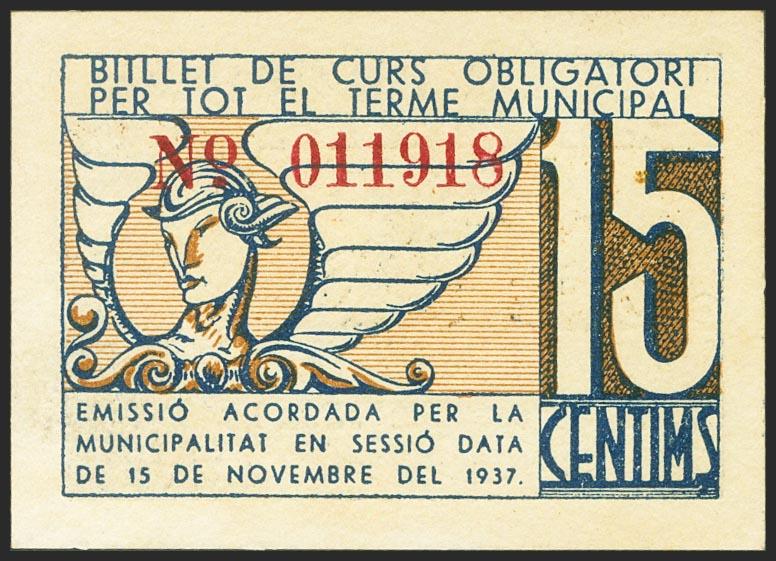 BITLLET DE CURS OBLIGATORI
PER TOT EL TERME MUNICIPAL
Nº 011918
15
CENTIMS
EMISSIÓ ACORDADA PER LA
MUNICIPALITAT EN SESSIÓ DATA
DE 15 DE NOVEMBRE DEL 1937.